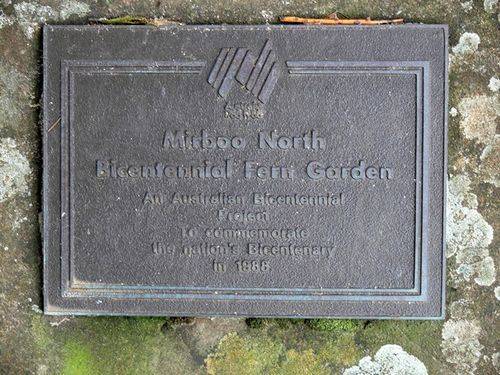 Mirboo North
Bicentennial Fern Garden
An Australian Bicentennial
Project
to commemorate
the nation's Bicentenary
in 1988